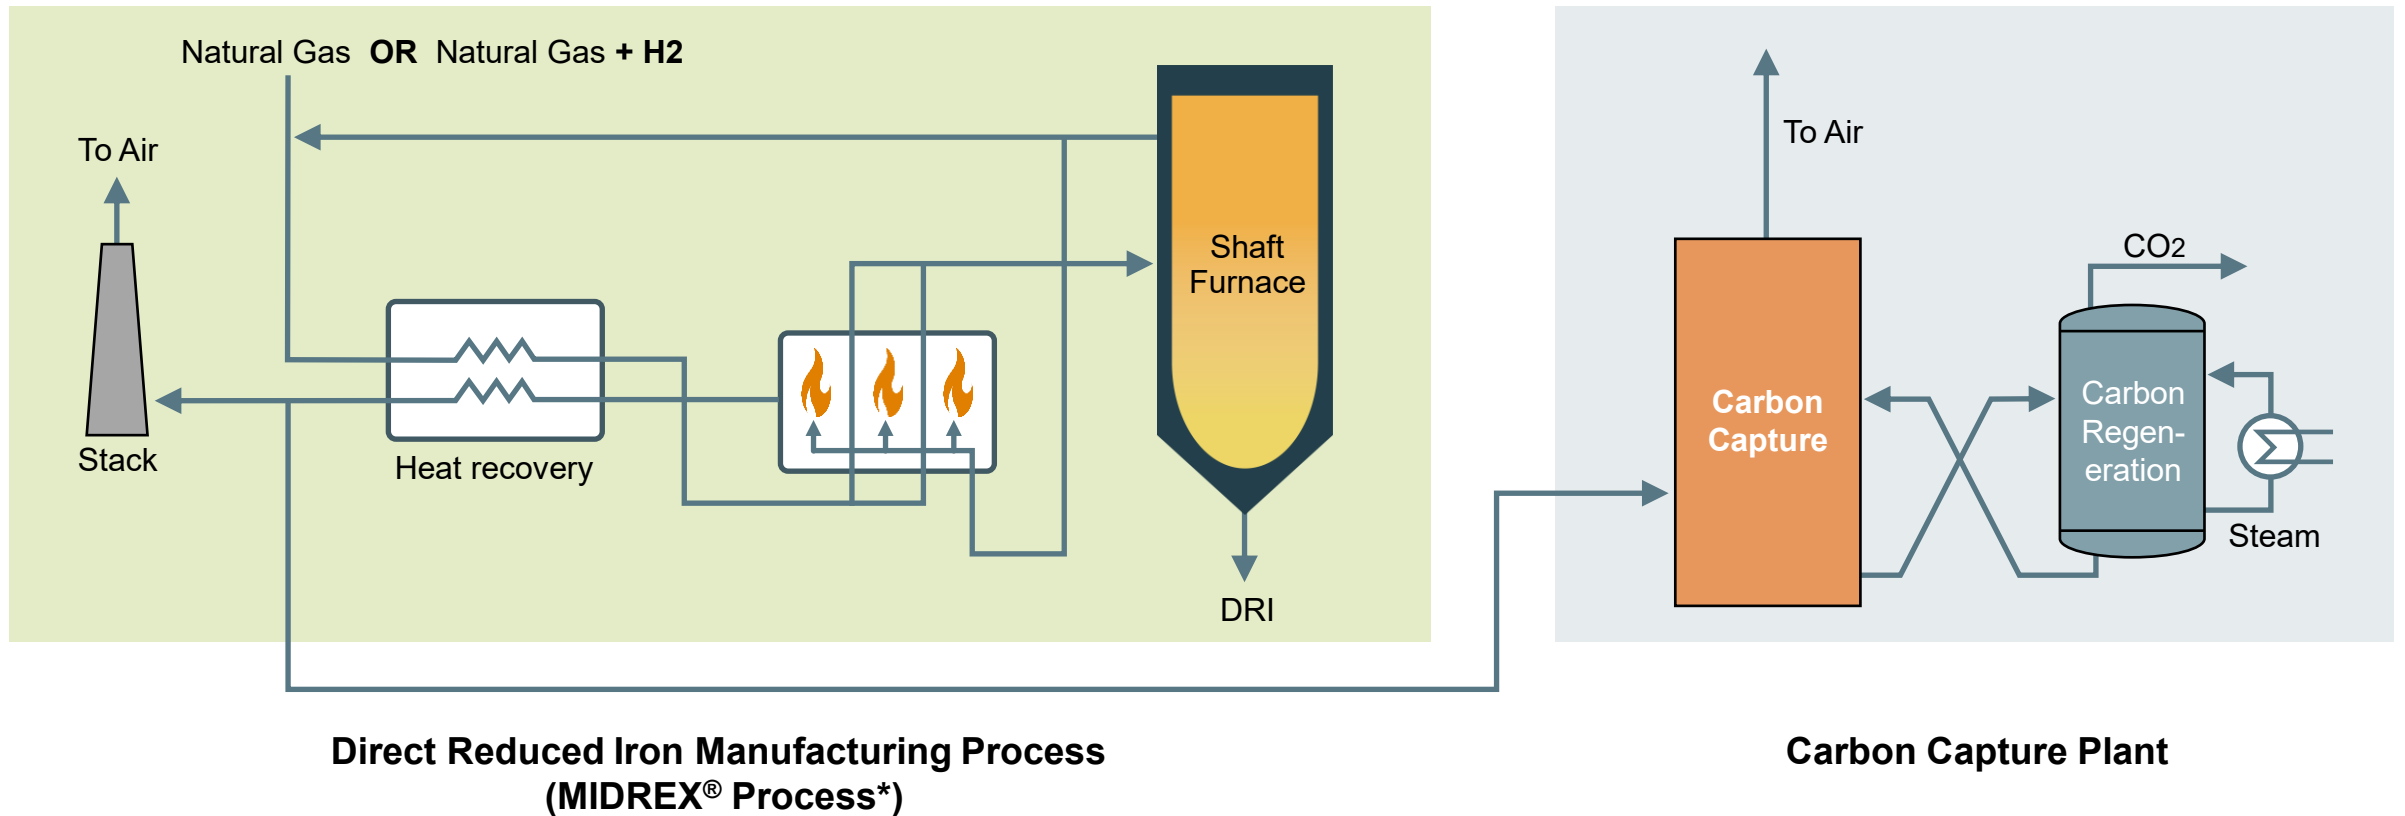 Natural Gas OR Natural Gas + H2
To Air
Stack
Heat recovery
Shaft
Furnace
DRI
To Air
Carbon
Capture
CO2
Carbon
Regen-
eration
Steam
Direct Reduced Iron Manufacturing Process
(MIDREX® Process*)
Carbon Capture Plant